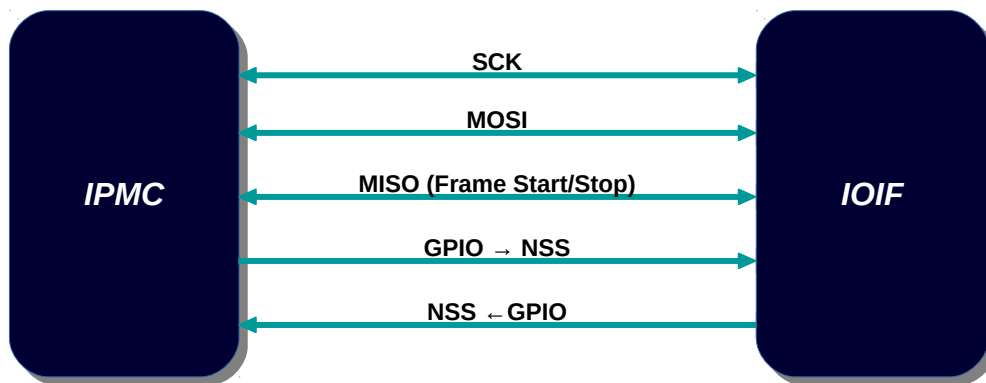 SCK
MOSI
MISO (Frame Start/Stop)
IPMC
IOIF
GPIO → NSS
NSS ←GPIO